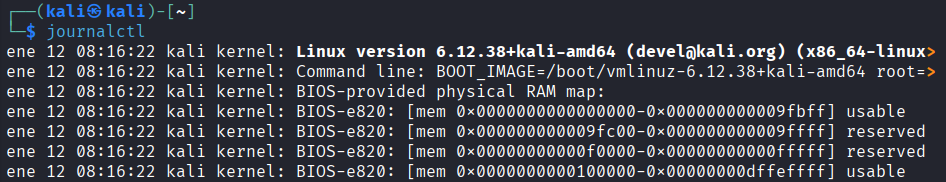 ┌──(kali㉿kali)-[~]
└─$ journalctl
ene 12 08:16:22 kali kernel: Linux version 6.12.38+kali-amd64 (devel@kali.org) (x86_64-linux>
ene 12 08:16:22 kali kernel: Command line: BOOT_IMAGE=/boot/vmlinuz-6.12.38+kali-amd64 root=>
ene 12 08:16:22 kali kernel: BIOS-provided physical RAM map:
ene 12 08:16:22 kali kernel: BIOS-e820: [mem 0x0000000000000000-0x000000000009fbff] usable
ene 12 08:16:22 kali kernel: BIOS-e820: [mem 0x000000000009fc00-0x000000000009ffff] reserved
ene 12 08:16:22 kali kernel: BIOS-e820: [mem 0x00000000000f0000-0x00000000000fffff] reserved
ene 12 08:16:22 kali kernel: BIOS-e820: [mem 0x0000000000100000-0x00000000dffeffff] usable